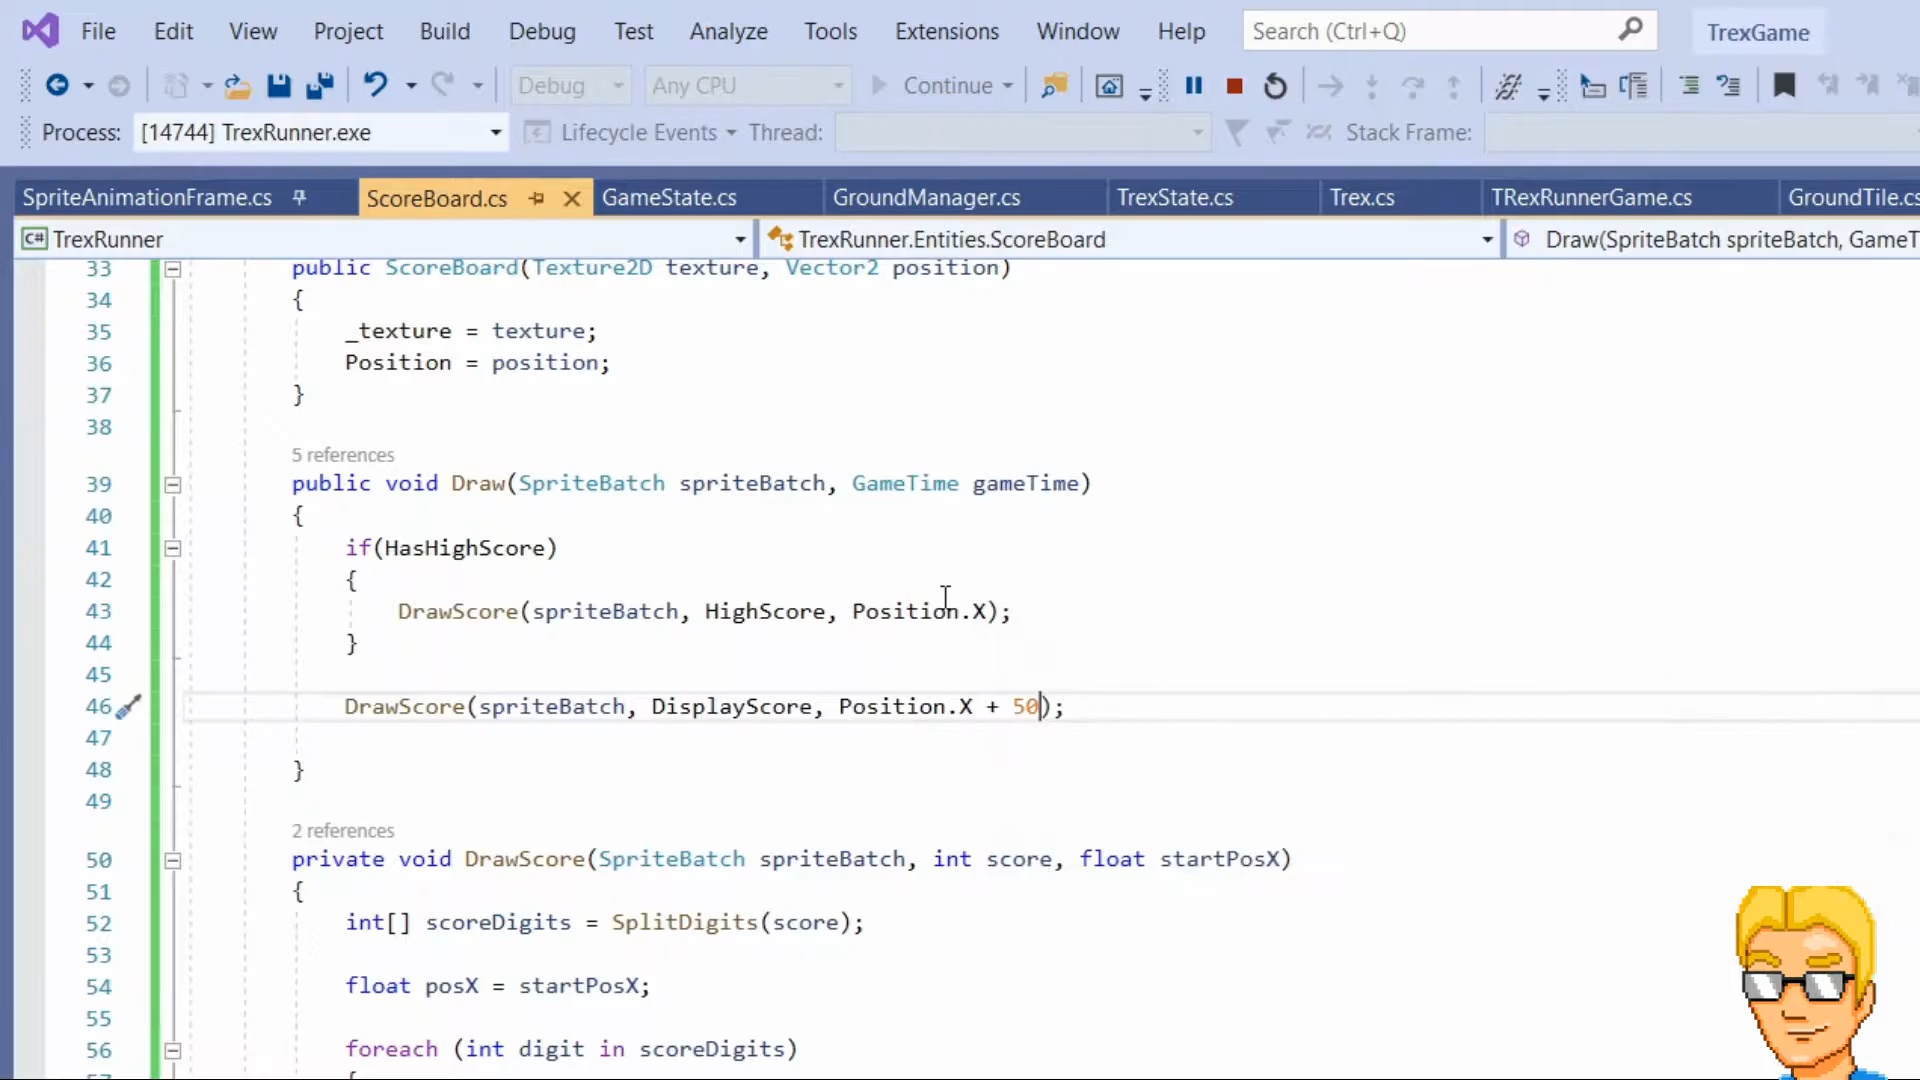 File Edit View Project Build Debug Test Analyze Tools Extensions Window Help Search (Ctrl+Q) TrexGame
Debug Any CPU Continue
Process: [14744] TrexRunner.exe Lifecycle Events Thread: Stack Frame:
SpriteAnimationFrame.cs ScoreBoard.cs GameState.cs GroundManager.cs TrexState.cs Trex.cs TRexRunnerGame.cs GroundTile.cs
C# TrexRunner TrexRunner.Entities.ScoreBoard Draw(SpriteBatch spriteBatch, GameT
33 public ScoreBoard(Texture2D texture, Vector2 position)
34 {
35 _texture = texture;
36 Position = position;
37 }
38
5 references
39 public void Draw(SpriteBatch spriteBatch, GameTime gameTime)
40 {
41 if(HasHighScore)
42 {
43 DrawScore(spriteBatch, HighScore, Position.X);
44 }
45
46 DrawScore(spriteBatch, DisplayScore, Position.X + 50);
47
48 }
49
2 references
50 private void DrawScore(SpriteBatch spriteBatch, int score, float startPosX)
51 {
52 int[] scoreDigits = SplitDigits(score);
53
54 float posX = startPosX;
55
56 foreach (int digit in scoreDigits)